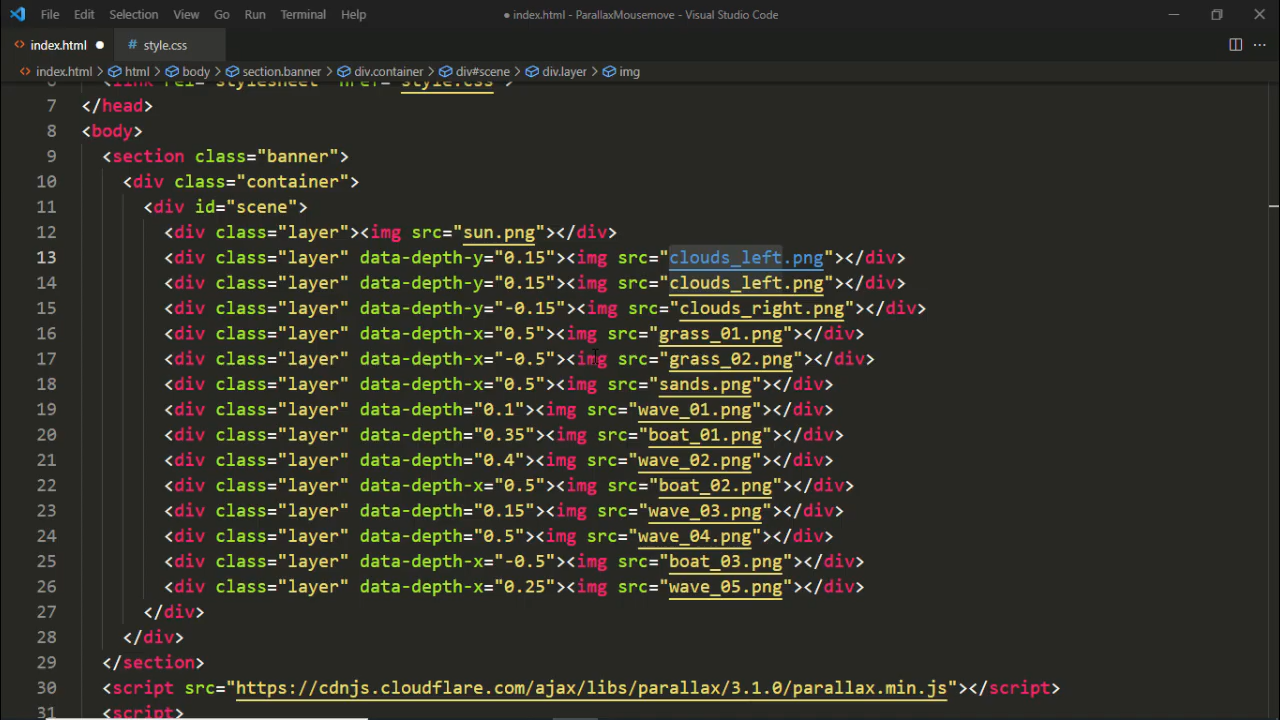 File Edit Selection View Go Run Terminal Help
● index.html - ParallaxMousemove - Visual Studio Code
index.html ● # style.css
index.html > html > body > section.banner > div.container > div#scene > div.layer > img
6 <link rel="stylesheet" href="style.css">
7 </head>
8 <body>
9 <section class="banner">
10 <div class="container">
11 <div id="scene">
12 <div class="layer"><img src="sun.png"></div>
13 <div class="layer" data-depth-y="0.15"><img src="clouds_left.png"></div>
14 <div class="layer" data-depth-y="0.15"><img src="clouds_left.png"></div>
15 <div class="layer" data-depth-y="-0.15"><img src="clouds_right.png"></div>
16 <div class="layer" data-depth-x="0.5"><img src="grass_01.png"></div>
17 <div class="layer" data-depth-x="-0.5"><img src="grass_02.png"></div>
18 <div class="layer" data-depth-x="0.5"><img src="sands.png"></div>
19 <div class="layer" data-depth="0.1"><img src="wave_01.png"></div>
20 <div class="layer" data-depth="0.35"><img src="boat_01.png"></div>
21 <div class="layer" data-depth="0.4"><img src="wave_02.png"></div>
22 <div class="layer" data-depth-x="0.5"><img src="boat_02.png"></div>
23 <div class="layer" data-depth="0.15"><img src="wave_03.png"></div>
24 <div class="layer" data-depth="0.5"><img src="wave_04.png"></div>
25 <div class="layer" data-depth-x="-0.5"><img src="boat_03.png"></div>
26 <div class="layer" data-depth-x="0.25"><img src="wave_05.png"></div>
27 </div>
28 </div>
29 </section>
30 <script src="https://cdnjs.cloudflare.com/ajax/libs/parallax/3.1.0/parallax.min.js"></script>
31 <script>